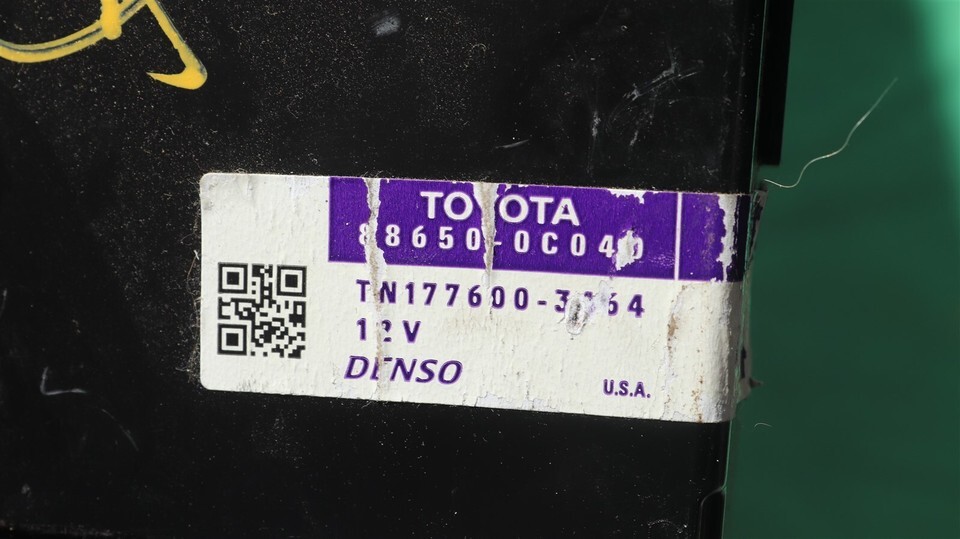 TOYOTA
88650-0C040
DENSO
12V
U.S.A.